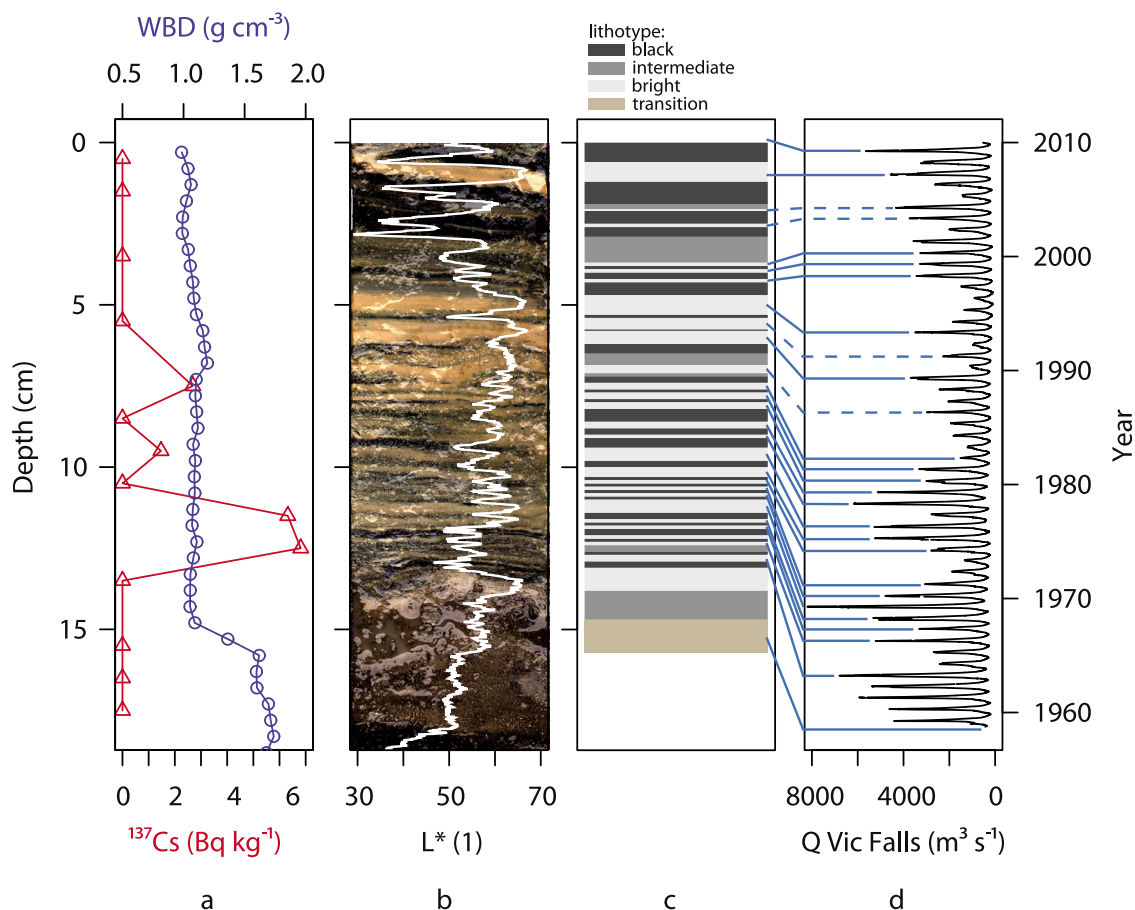 WBD (g cm⁻³)
0.5 1.0 1.5 2.0
lithotype:
black
intermediate
bright
transition
0
5
10
15
Depth (cm)
2010
2000
1990
1980
1970
1960
Year
0 2 4 6
30 50 70
8000 4000 0
¹³⁷Cs (Bq kg⁻¹)
L* (1)
Q Vic Falls (m³ s⁻¹)
a b c d